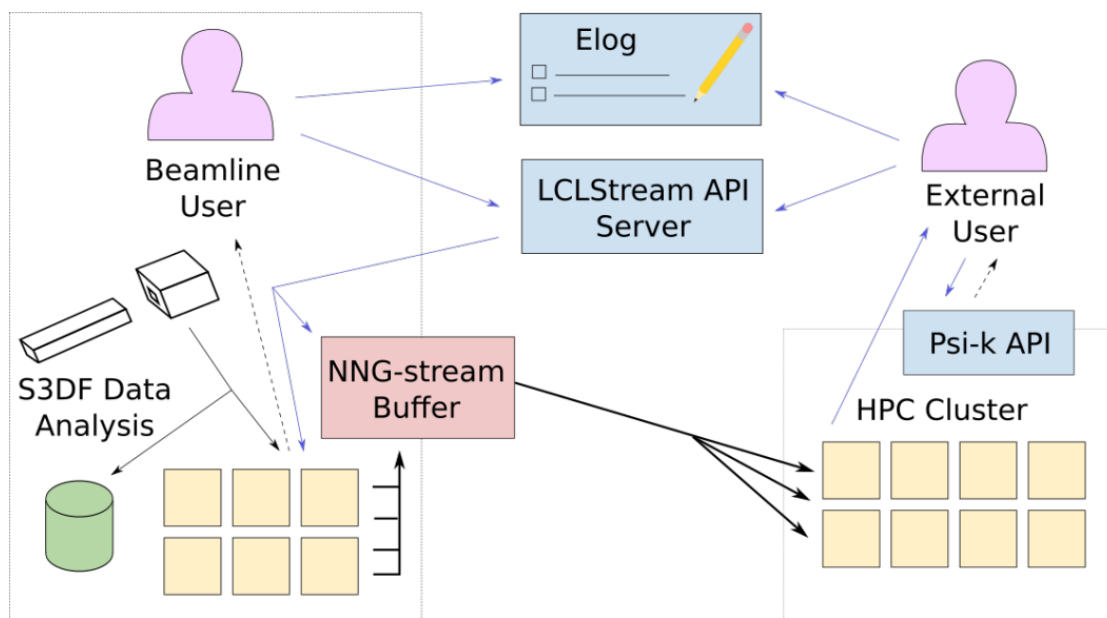 Elog
Beamline
User
LCLStream API
Server
External
User
S3DF Data
Analysis
NNG-stream
Buffer
Psi-k API
HPC Cluster